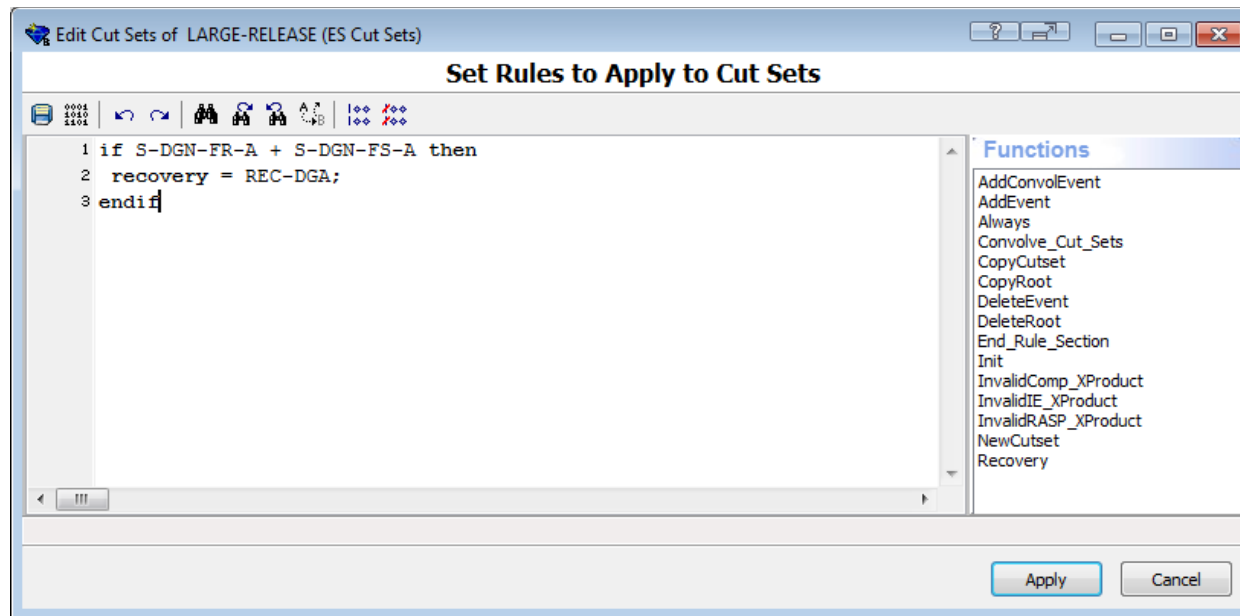 Edit Cut Sets of LARGE-RELEASE (ES Cut Sets)
Set Rules to Apply to Cut Sets
1 if S-DGN-FR-A + S-DGN-FS-A then
2 recovery = REC-DGA;
3 endif
Functions
AddConvolEvent
AddEvent
Always
Convolve_Cut_Sets
CopyCutset
CopyRoot
DeleteEvent
DeleteRoot
End_Rule_Section
Init
InvalidComp_XProduct
InvalidIE_XProduct
InvalidRASP_XProduct
NewCutset
Recovery
Apply Cancel